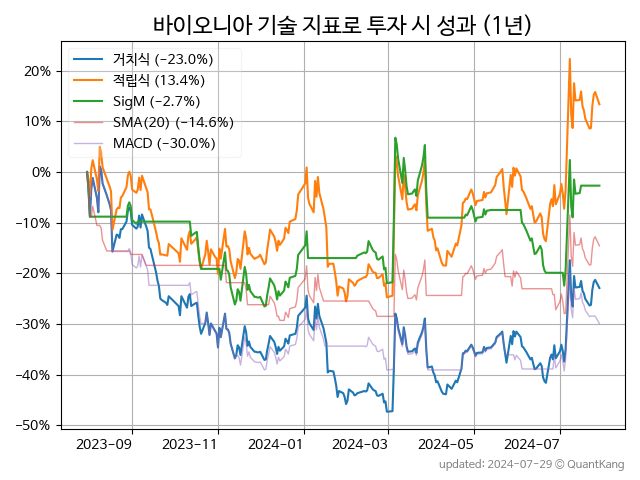 바이오니아 기술 지표로 투자 시 성과 (1년)
거치식 (−23.0%)
적립식 (13.4%)
SigM (−2.7%)
SMA(20) (−14.6%)
MACD (−30.0%)
20%
10%
0%
−10%
−20%
−30%
−40%
−50%
2023-09 2023-11 2024-01 2024-03 2024-05 2024-07
updated: 2024-07-29 © QuantKang